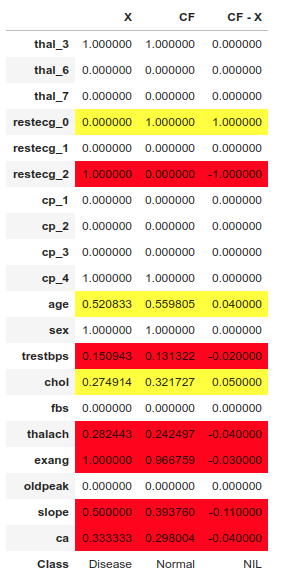 X CF CF - X
thal_3 1.000000 1.000000 0.000000
thal_6 0.000000 0.000000 0.000000
thal_7 0.000000 0.000000 0.000000
restecg_0 0.000000 1.000000 1.000000
restecg_1 0.000000 0.000000 0.000000
restecg_2 1.000000 0.000000 -1.000000
cp_1 0.000000 0.000000 0.000000
cp_2 0.000000 0.000000 0.000000
cp_3 0.000000 0.000000 0.000000
cp_4 1.000000 1.000000 0.000000
age 0.520833 0.559805 0.040000
sex 1.000000 1.000000 0.000000
trestbps 0.150943 0.131322 -0.020000
chol 0.274914 0.321727 0.050000
fbs 0.000000 0.000000 0.000000
thalach 0.282443 0.242497 -0.040000
exang 1.000000 0.966759 -0.030000
oldpeak 0.000000 0.000000 0.000000
slope 0.500000 0.393760 -0.110000
ca 0.333333 0.298004 -0.040000
Class Disease Normal NIL